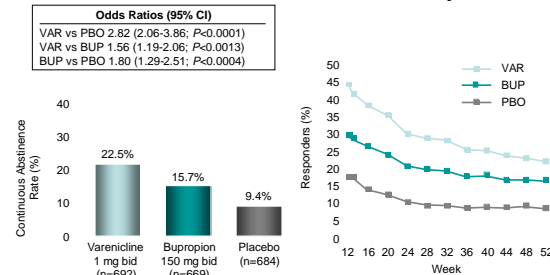 Odds Ratios (95% CI)
VAR vs PBO 2.82 (2.06-3.86; P<0.0001)
VAR vs BUP 1.56 (1.19-2.06; P<0.0013)
BUP vs PBO 1.80 (1.29-2.51; P<0.0004)
Continuous Abstinence
Rate (%)
40
30
20
10
0
22.5%
15.7%
9.4%
Varenicline
1 mg bid
(n=692)
Bupropion
150 mg bid
(n=669)
Placebo
(n=684)
Responders (%)
50
45
40
35
30
25
20
15
10
5
0
VAR
BUP
PBO
12 16 20 24 28 32 36 40 44 48 52
Week